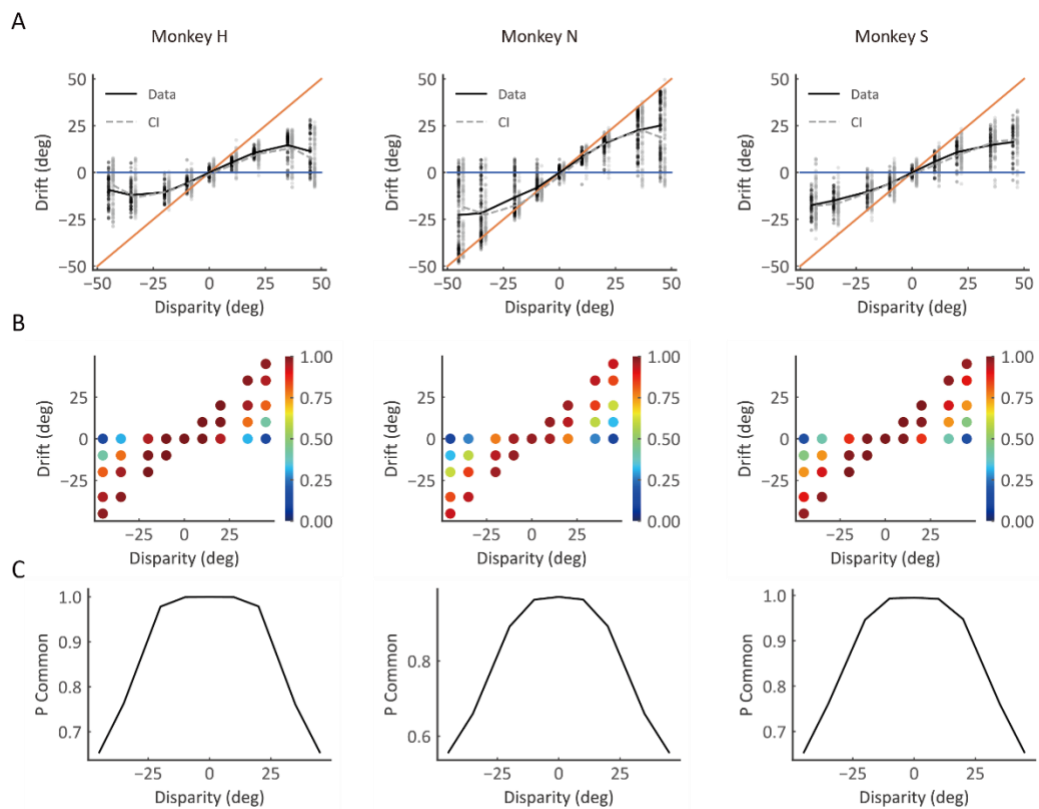 A
Monkey H Monkey N Monkey S
50
25
0
−25
−50
Drift (deg)
Data
CI
−50 −25 0 25 50
Disparity (deg)
50
25
0
−25
−50
Drift (deg)
Data
CI
−50 −25 0 25 50
Disparity (deg)
50
25
0
−25
−50
Drift (deg)
Data
CI
−50 −25 0 25 50
Disparity (deg)
B
25
0
−25
Drift (deg)
−25 0 25
Disparity (deg)
1.00
0.75
0.50
0.25
0.00
25
0
−25
Drift (deg)
−25 0 25
Disparity (deg)
1.00
0.75
0.50
0.25
0.00
25
0
−25
Drift (deg)
−25 0 25
Disparity (deg)
1.00
0.75
0.50
0.25
0.00
C
1.0
0.9
0.8
0.7
P Common
−25 0 25
Disparity (deg)
0.8
0.6
P Common
−25 0 25
Disparity (deg)
1.0
0.9
0.8
0.7
P Common
−25 0 25
Disparity (deg)